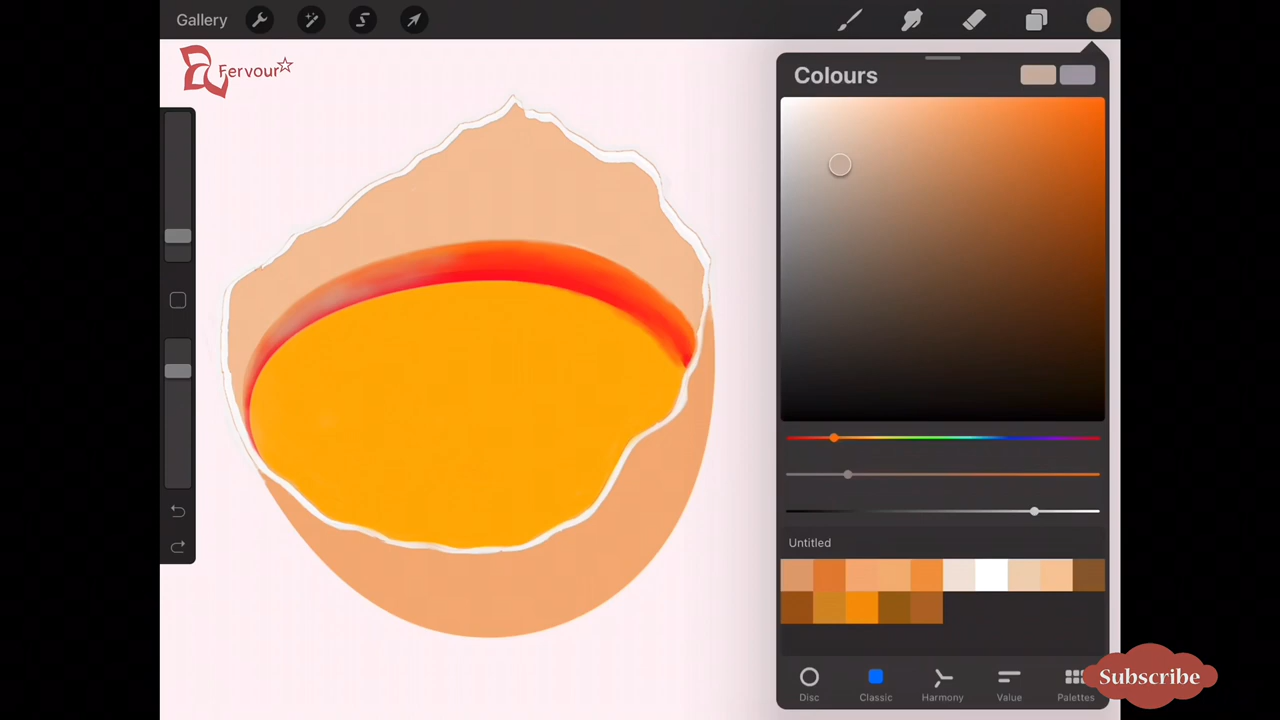 Gallery
Fervour
Colours
Untitled
Disc
Classic
Harmony
Value
Palettes
Subscribe